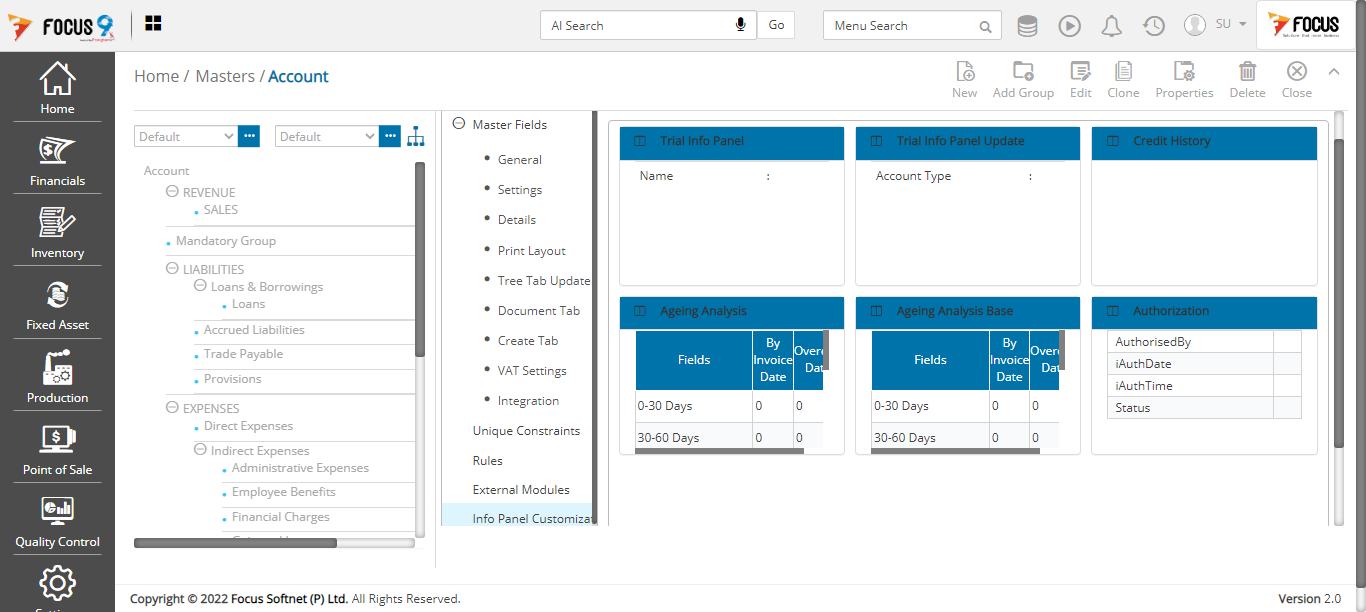 FOCUS 9
AI Search
Go
Menu Search
SU
FOCUS
Home / Masters / Account
New
Add Group
Edit
Clone
Properties
Delete
Close
Home
Financials
Inventory
Fixed Asset
Production
Point of Sale
Quality Control
Default
Default
Account
REVENUE
SALES
Mandatory Group
LIABILITIES
Loans & Borrowings
Loans
Accrued Liabilities
Trade Payable
Provisions
EXPENSES
Direct Expenses
Indirect Expenses
Administrative Expenses
Employee Benefits
Financial Charges
Master Fields
General
Settings
Details
Print Layout
Tree Tab Update
Document Tab
Create Tab
VAT Settings
Integration
Unique Constraints
Rules
External Modules
Info Panel Customizat
Trial Info Panel
Name :
Trial Info Panel Update
Account Type :
Credit History
Ageing Analysis
Fields By Invoice Date Overd Dat
0-30 Days 0 0
30-60 Days 0 0
Ageing Analysis Base
Fields By Invoice Date Overd Dat
0-30 Days 0 0
30-60 Days 0 0
Authorization
AuthorisedBy
iAuthDate
iAuthTime
Status
Copyright © 2022 Focus Softnet (P) Ltd. All Rights Reserved.
Version 2.0